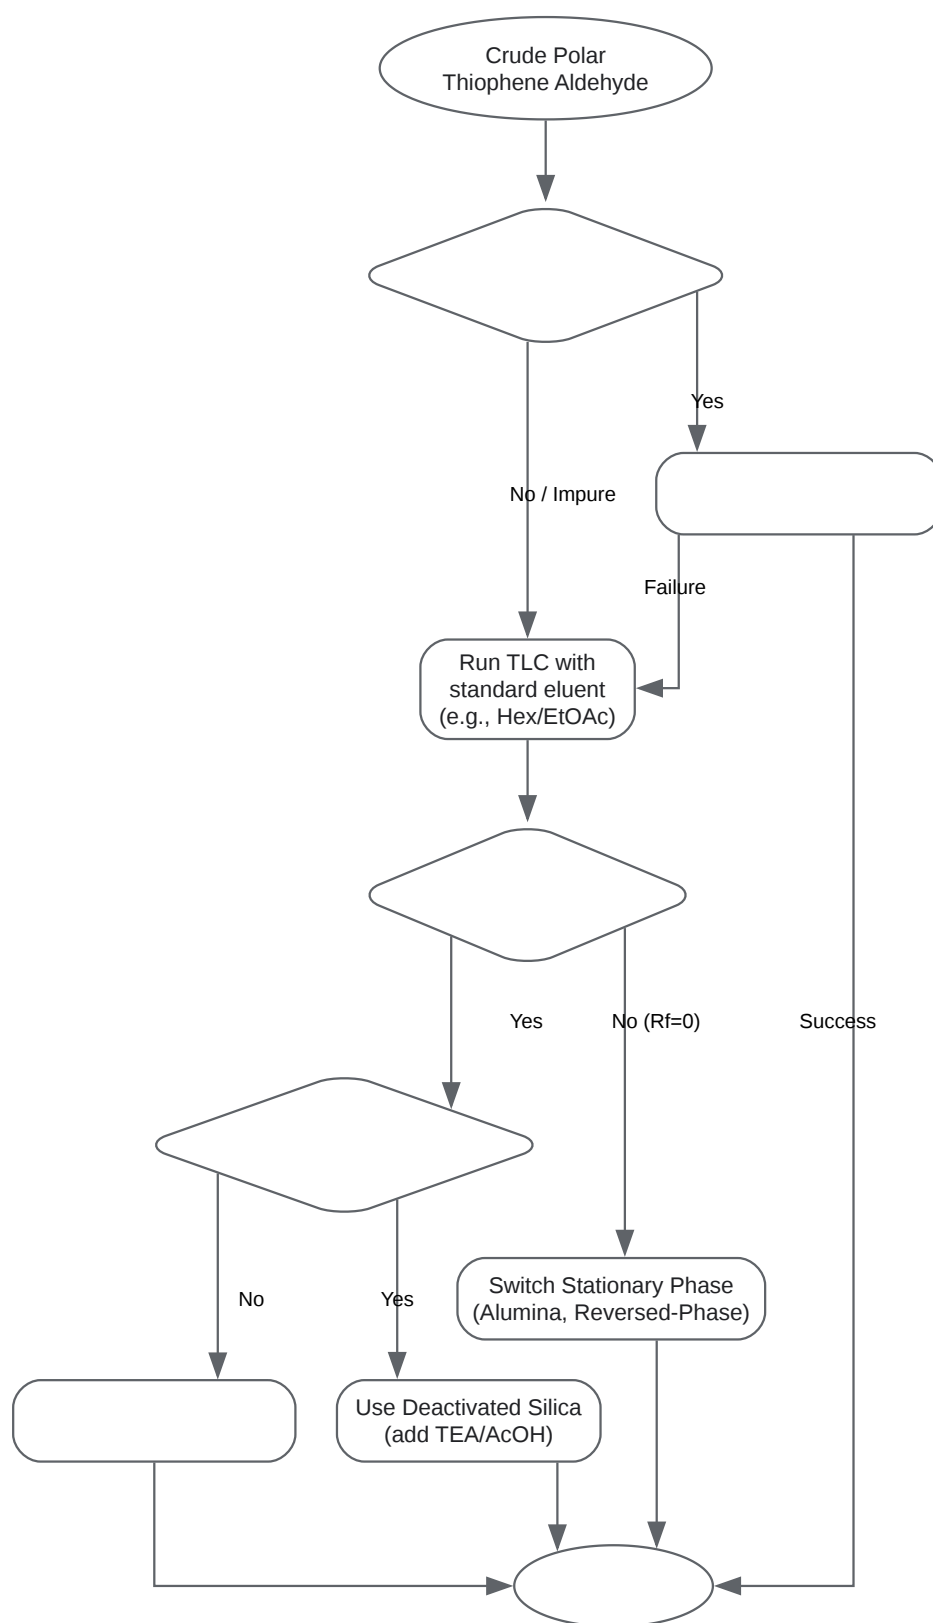 Crude Polar
Thiophene Aldehyde
Yes
No / Impure
Failure
Run TLC with
standard eluent
(e.g., Hex/EtOAc)
Yes
No (Rf=0)
Success
Switch Stationary Phase
(Alumina, Reversed-Phase)
No
Yes
Use Deactivated Silica
(add TEA/AcOH)